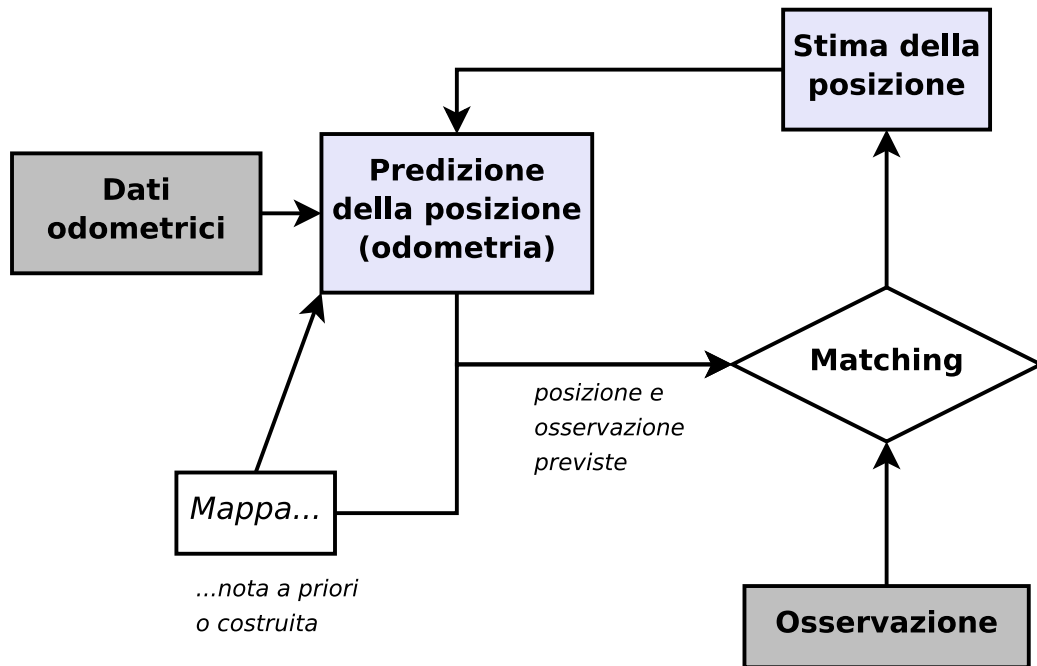 Stima della
posizione
Predizione
della posizione
(odometria)
Dati
odometrici
Matching
posizione e
osservazione
previste
Mappa...
...nota a priori
o costruita
Osservazione